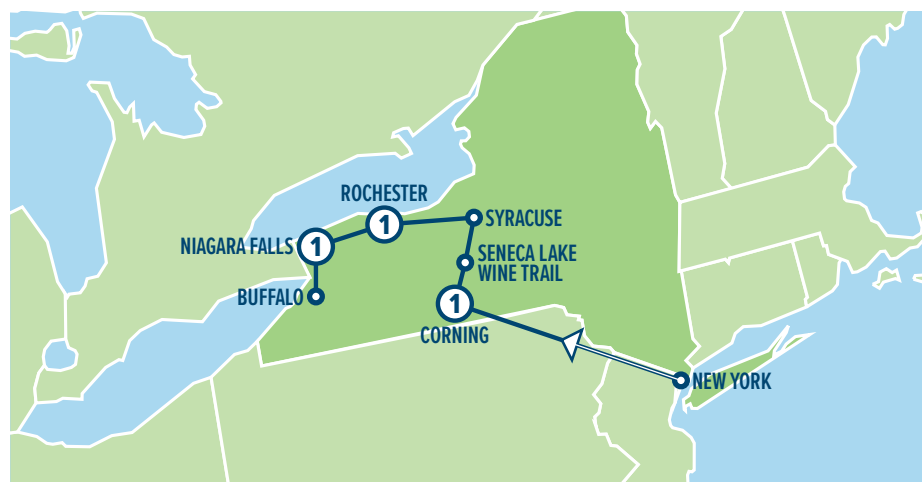 ROCHESTER
1
SYRACUSE
NIAGARA FALLS
1
SENECA LAKE
WINE TRAIL
BUFFALO
1
CORNING
NEW YORK